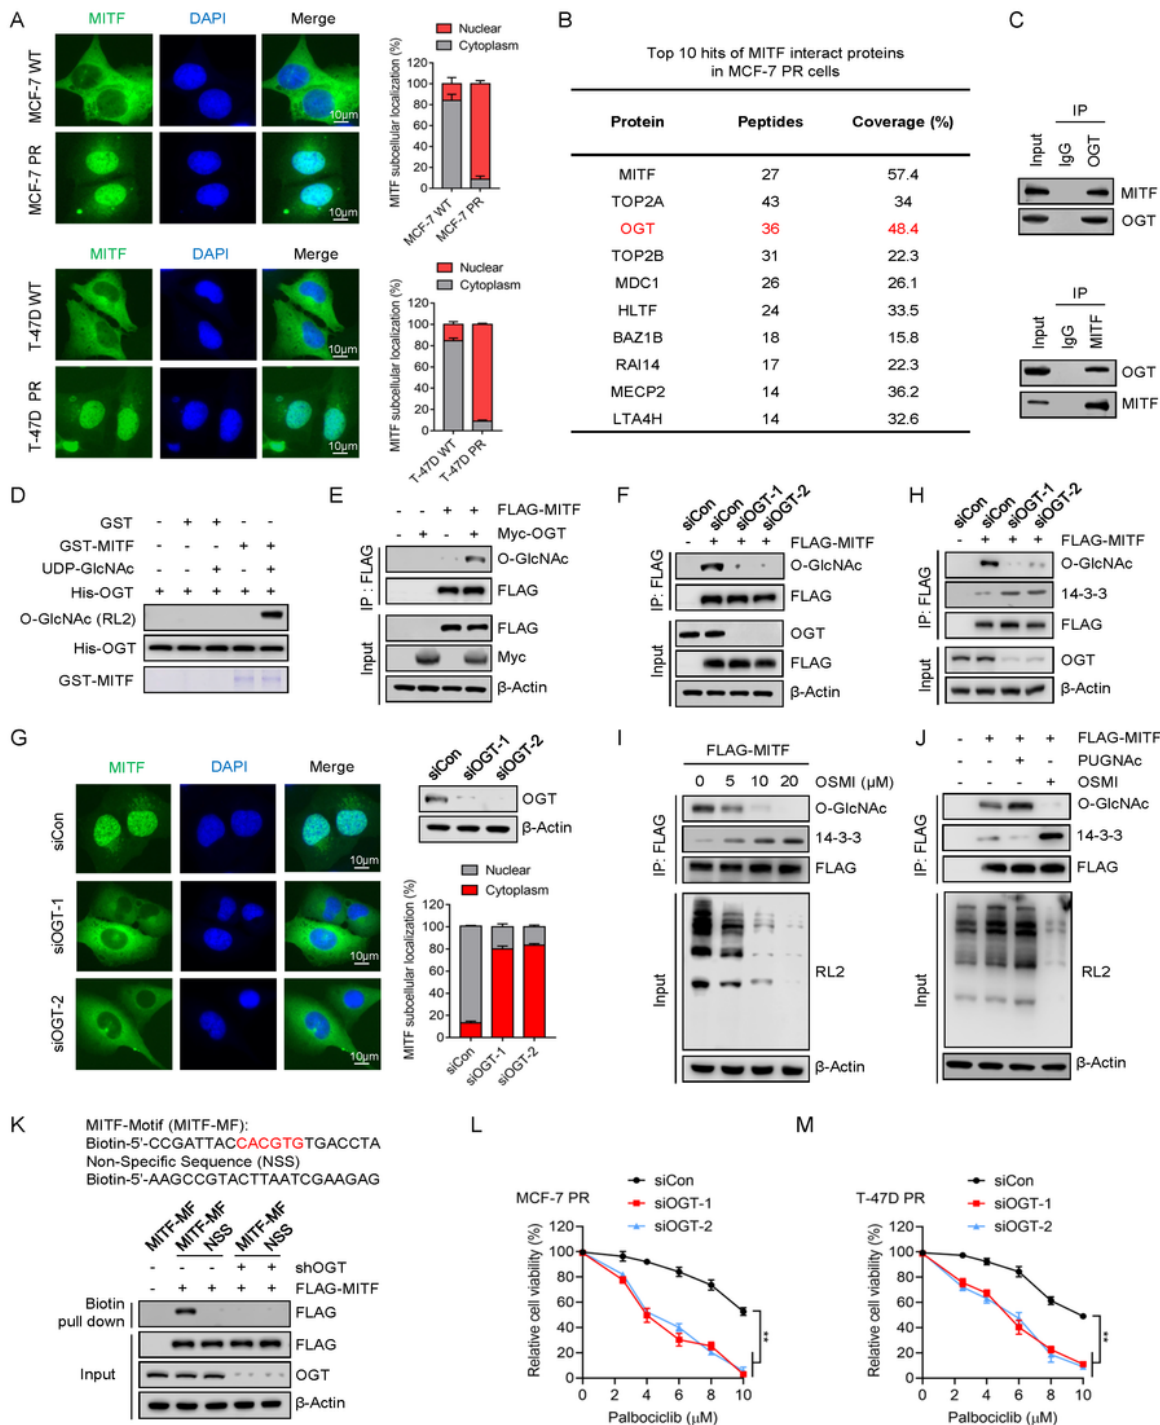 A
MITF
DAPI
Merge
MCF-7 WT
10μm
MCF-7 PR
10μm
Nuclear
Cytoplasm
MITF subcellular localization (%)
120
100
80
60
40
20
0
MCF-7 WT
MCF-7 PR
MITF
DAPI
Merge
T-47D WT
10μm
T-47D PR
10μm
Nuclear
Cytoplasm
MITF subcellular localization (%)
120
100
80
60
40
20
0
T-47D WT
T-47D PR
B
Top 10 hits of MITF interact proteins
in MCF-7 PR cells
Protein Peptides Coverage (%)
MITF 27 57.4
TOP2A 43 34
OGT 36 48.4
TOP2B 31 22.3
MDC1 26 26.1
HLTF 24 33.5
BAZ1B 18 15.8
RAI14 17 22.3
MECP2 14 36.2
LTA4H 14 32.6
C
IP
Input IgG OGT
MITF
OGT
IP
Input IgG MITF
OGT
MITF
D
GST - + + - -
GST-MITF - - - + +
UDP-GlcNAc - - + - +
His-OGT + + + + +
O-GlcNAc (RL2)
His-OGT
GST-MITF
E
- - + + FLAG-MITF
- + - + Myc-OGT
IP : FLAG
O-GlcNAc
FLAG
Input
FLAG
Myc
β-Actin
F
siCon siCon siOGT-1 siOGT-2
- + + + FLAG-MITF
IP: FLAG
O-GlcNAc
FLAG
Input
OGT
FLAG
β-Actin
H
siCon siCon siOGT-1 siOGT-2
- + + + FLAG-MITF
IP: FLAG
O-GlcNAc
14-3-3
FLAG
Input
OGT
β-Actin
G
MITF
DAPI
Merge
siCon
10μm
siOGT-1
10μm
siOGT-2
10μm
siCon siOGT-1 siOGT-2
OGT
β-Actin
Nuclear
Cytoplasm
MITF subcellular localization (%)
120
100
80
60
40
20
0
siCon
siOGT-1
siOGT-2
I
FLAG-MITF
0 5 10 20 OSMI (μM)
IP: FLAG
O-GlcNAc
14-3-3
FLAG
Input
RL2
β-Actin
J
- + + + FLAG-MITF
- - + - PUGNAc
- - - + OSMI
IP: FLAG
O-GlcNAc
14-3-3
FLAG
Input
RL2
β-Actin
K
MITF-Motif (MITF-MF):
Biotin-5'-CCGATTACCACGTGTGACCTA
Non-Specific Sequence (NSS)
Biotin-5'-AAGCCGTACTTAATCGAAGAG
MITF-MF MITF-MF NSS MITF-MF NSS
- - - + + shOGT
- + + + + FLAG-MITF
Biotin
pull down
FLAG
Input
FLAG
OGT
β-Actin
L
MCF-7 PR
siCon
siOGT-1
siOGT-2
Relative cell viability (%)
120
100
80
60
40
20
0
0 2 4 6 8 10
**
Palbociclib (μM)
M
T-47D PR
siCon
siOGT-1
siOGT-2
Relative cell viability (%)
120
100
80
60
40
20
0
0 2 4 6 8 10
**
Palbociclib (μM)